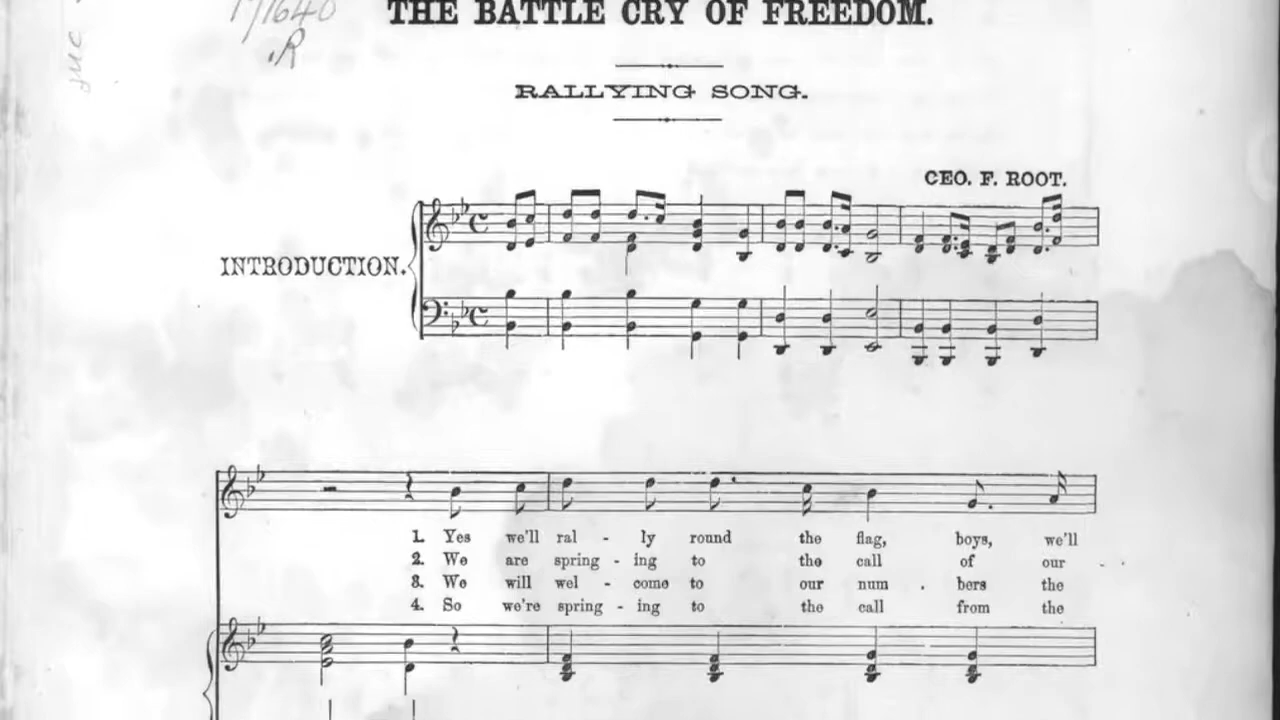 THE BATTLE CRY OF FREEDOM.
RALLYING SONG.
GEO. F. ROOT.
INTRODUCTION.
1. Yes we'll ral - ly round the flag, boys, we'll
2. We are spring - ing to the call of our
3. We will wel - come to our num - bers the
4. So we're spring - ing to the call from the